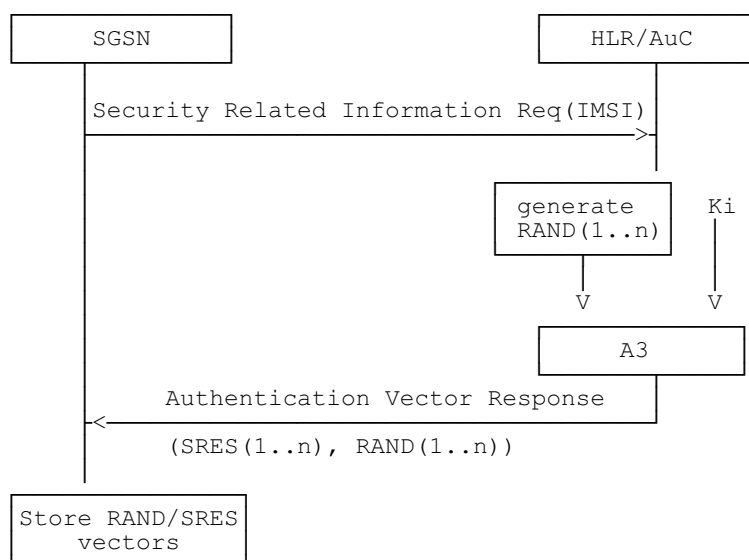 SGSN
HLR/AuC
Security Related Information Req(IMSI)
generate
RAND(1..n)
Ki
V
V
A3
Authentication Vector Response
(SRES(1..n), RAND(1..n))
Store RAND/SRES
vectors